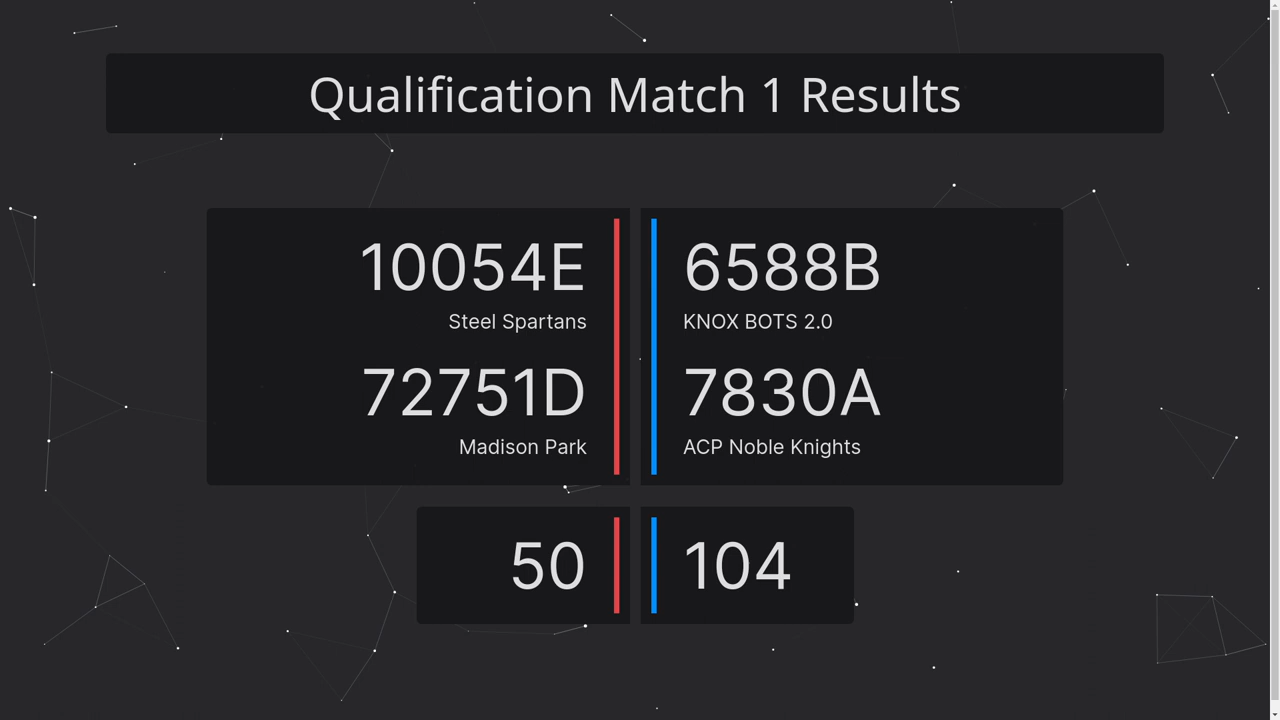 Qualification Match 1 Results
10054E
Steel Spartans
72751D
Madison Park
6588B
KNOX BOTS 2.0
7830A
ACP Noble Knights
50
104